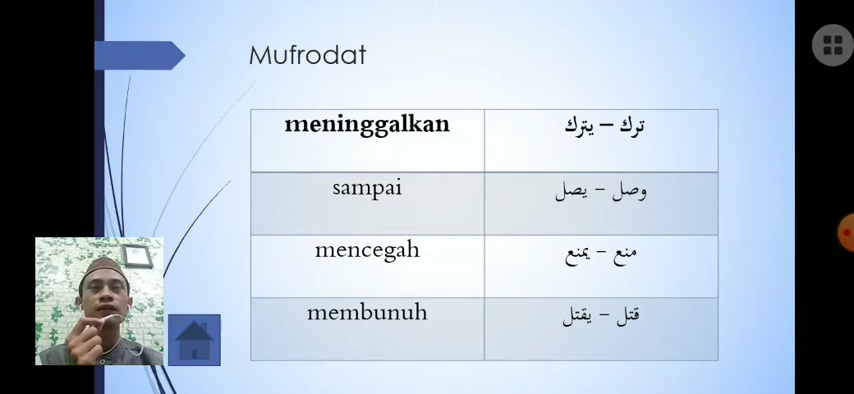 Mufrodat
meninggalkan ترك – يترك
sampai وصل – يصل
mencegah منع – يمنع
membunuh قتل – يقتل